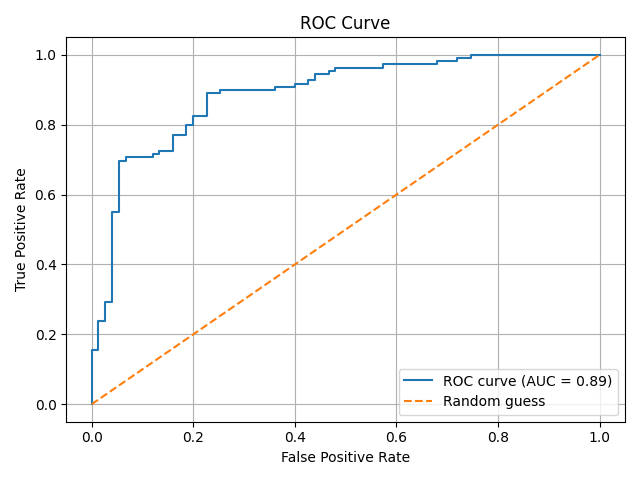 ROC Curve
True Positive Rate
1.0
0.8
0.6
0.4
0.2
0.0
0.0 0.2 0.4 0.6 0.8 1.0
False Positive Rate
ROC curve (AUC = 0.89)
Random guess